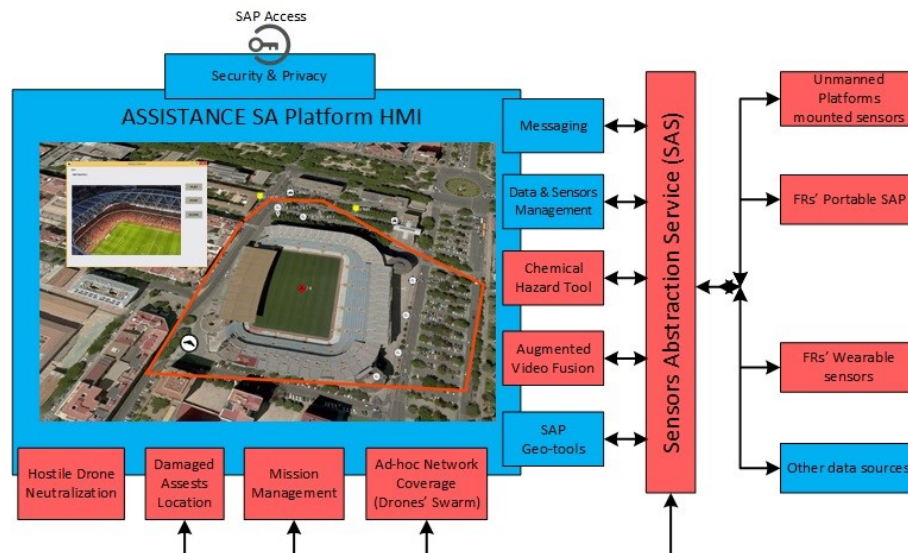 SAP Access
Security & Privacy
ASSISTANCE SA Platform HMI
Messaging
Data & Sensors
Management
Chemical
Hazard Tool
Augmented
Video Fusion
SAP
Geo-tools
Sensors Abstraction Service (SAS)
Unmanned
Platforms
mounted sensors
FRs' Portable SAP
FRs' Wearable
sensors
Other data sources
Hostile Drone
Neutralization
Damaged
Assests
Location
Mission
Management
Ad-hoc Network
Coverage
(Drones' Swarm)